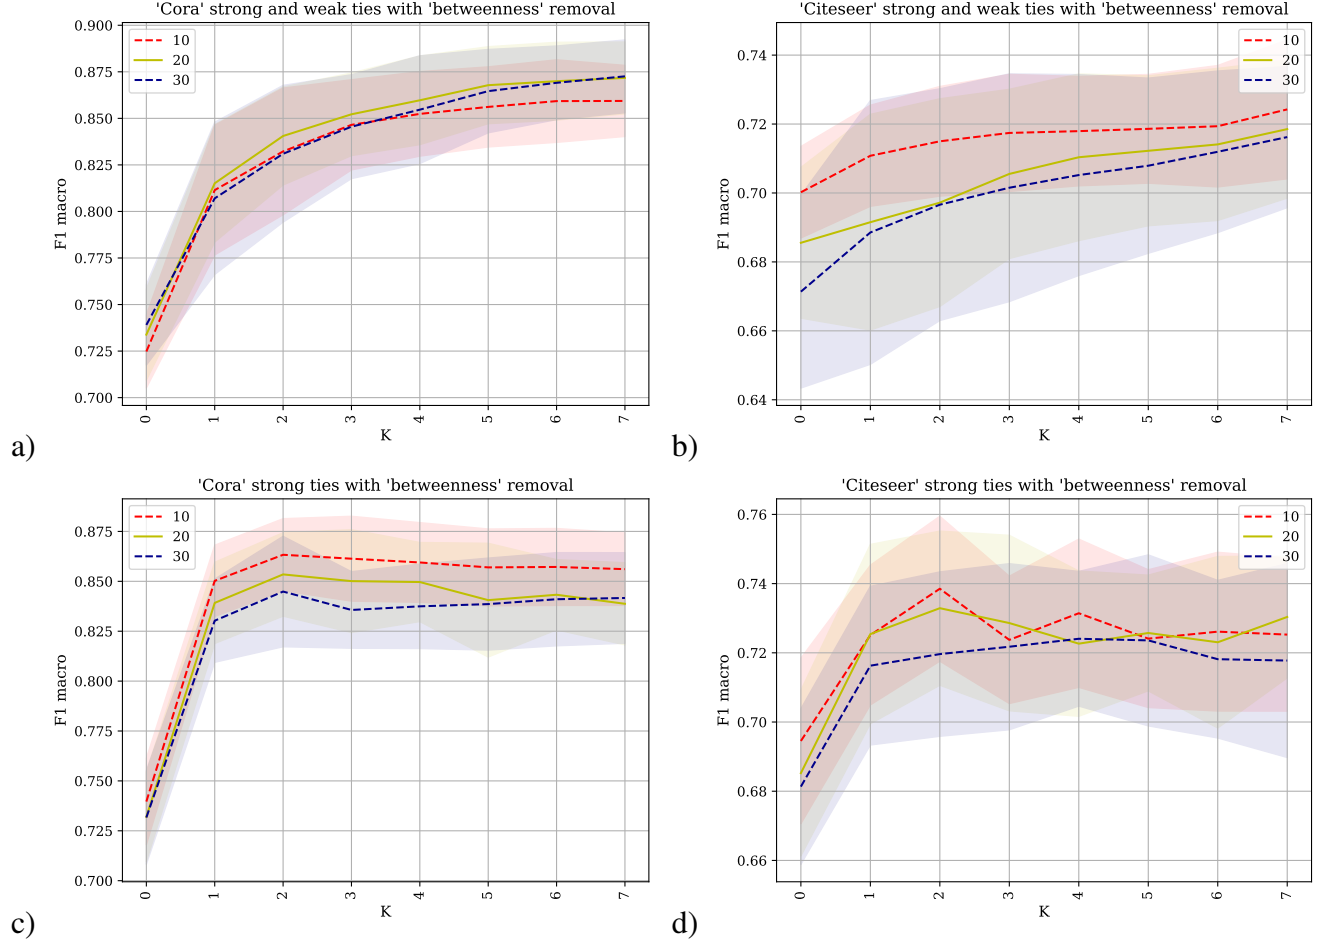 'Cora' strong and weak ties with 'betweenness' removal
0.900
0.875
0.850
0.825
0.800
0.775
0.750
0.725
0.700
F1 macro
10
20
30
0 1 2 3 4 5 6 7
K
a)
'Citeseer' strong and weak ties with 'betweenness' removal
0.74
0.72
0.70
0.68
0.66
0.64
F1 macro
10
20
30
0 1 2 3 4 5 6 7
K
b)
'Cora' strong ties with 'betweenness' removal
0.875
0.850
0.825
0.800
0.775
0.750
0.725
0.700
F1 macro
10
20
30
0 1 2 3 4 5 6 7
K
c)
'Citeseer' strong ties with 'betweenness' removal
0.76
0.74
0.72
0.70
0.68
0.66
F1 macro
10
20
30
0 1 2 3 4 5 6 7
K
d)